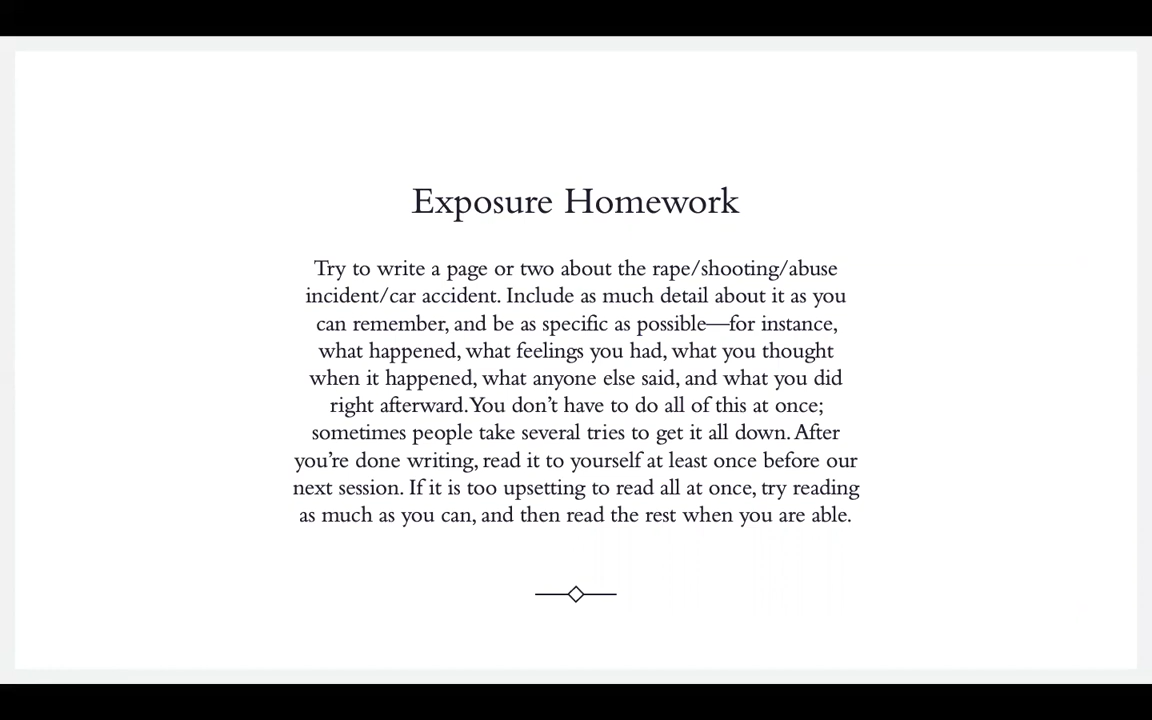 Exposure Homework
Try to write a page or two about the rape/shooting/abuse
incident/car accident. Include as much detail about it as you
can remember, and be as specific as possible—for instance,
what happened, what feelings you had, what you thought
when it happened, what anyone else said, and what you did
right afterward. You don’t have to do all of this at once;
sometimes people take several tries to get it all down. After
you’re done writing, read it to yourself at least once before our
next session. If it is too upsetting to read all at once, try reading
as much as you can, and then read the rest when you are able.